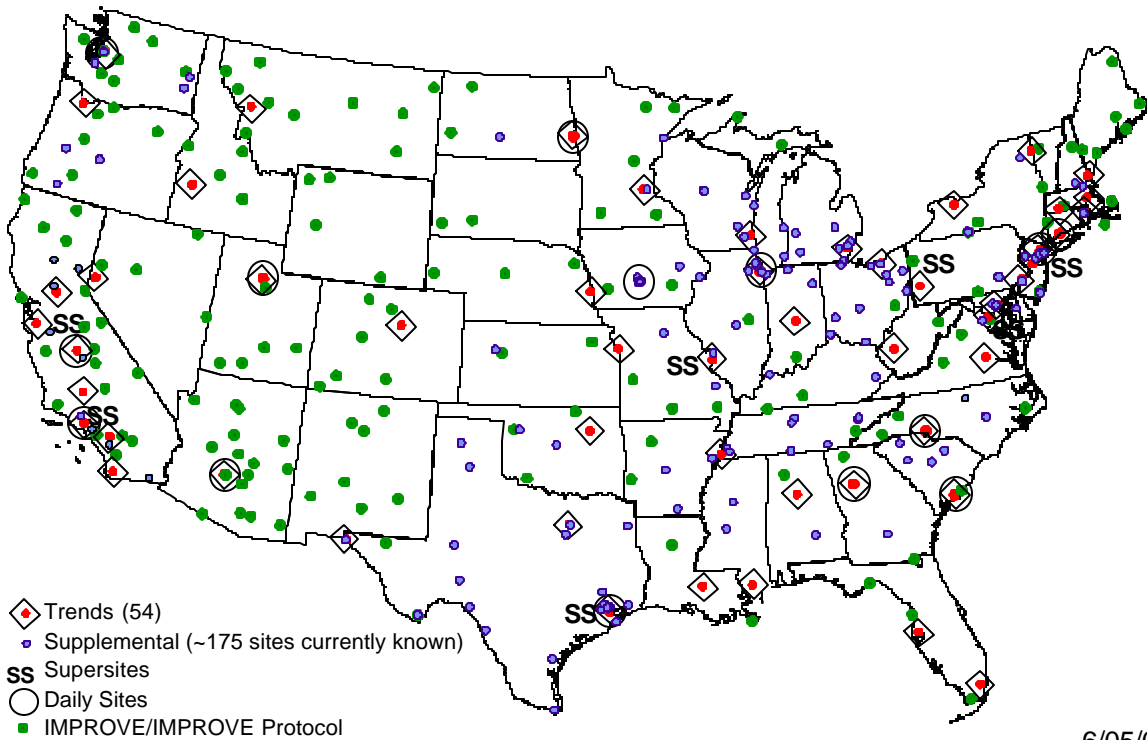 SS
SS
SS
SS
SS
SS
SS
Trends (54)
Supplemental (~175 sites currently known)
SS Supersites
Daily Sites
IMPROVE/IMPROVE Protocol